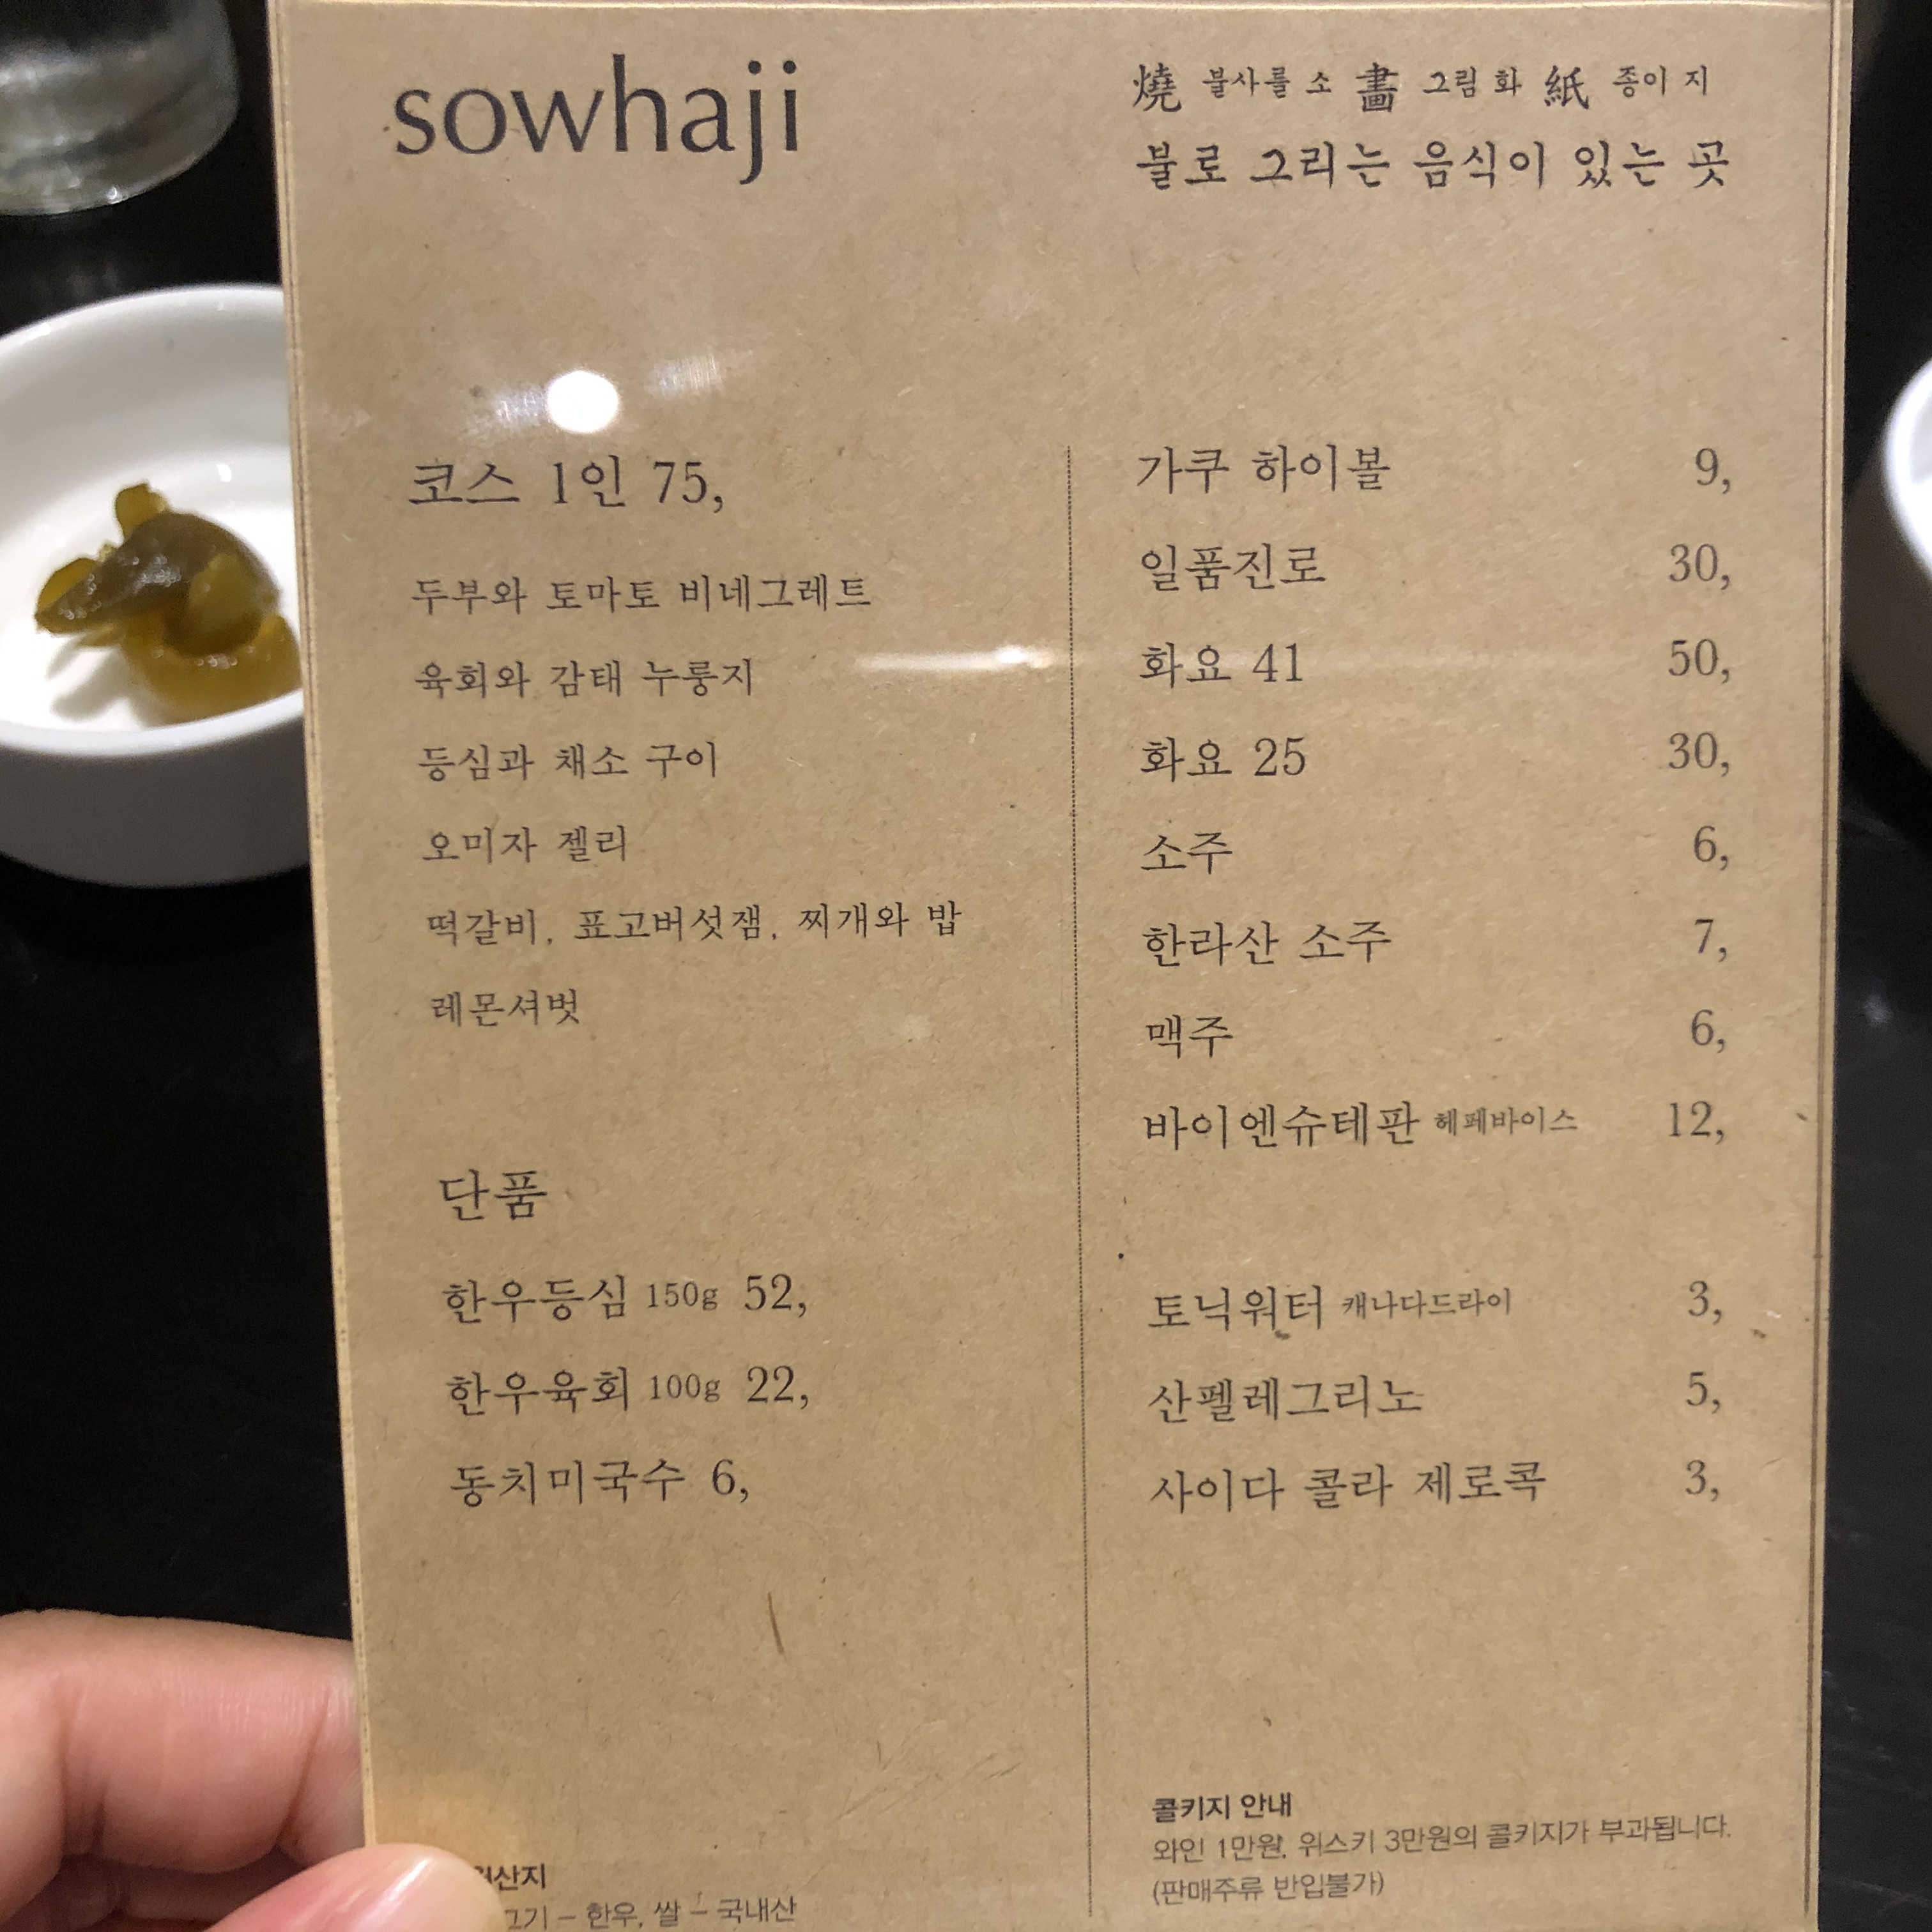 sowhaji
燒 불사를 소 畵 그림 화 紙 종이 지
불로 그리는 음식이 있는 곳
코스 1인 75,
두부와 토마토 비네그레트
육회와 감태 누룽지
등심과 채소 구이
오미자 젤리
떡갈비, 표고버섯잼, 찌개와 밥
레몬셔벗
단품
한우등심 150g 52,
한우육회 100g 22,
동치미국수 6,
산지
기 – 한우, 쌀 – 국내산
가쿠 하이볼 9,
일품진로 30,
화요 41 50,
화요 25 30,
소주 6,
한라산 소주 7,
맥주 6,
바이엔슈테판 헤페바이스 12,
토닉워터 캐나다드라이 3,
산펠레그리노 5,
사이다 콜라 제로콕 3,
콜키지 안내
와인 1만원, 위스키 3만원의 콜키지가 부과됩니다.
(판매주류 반입불가)